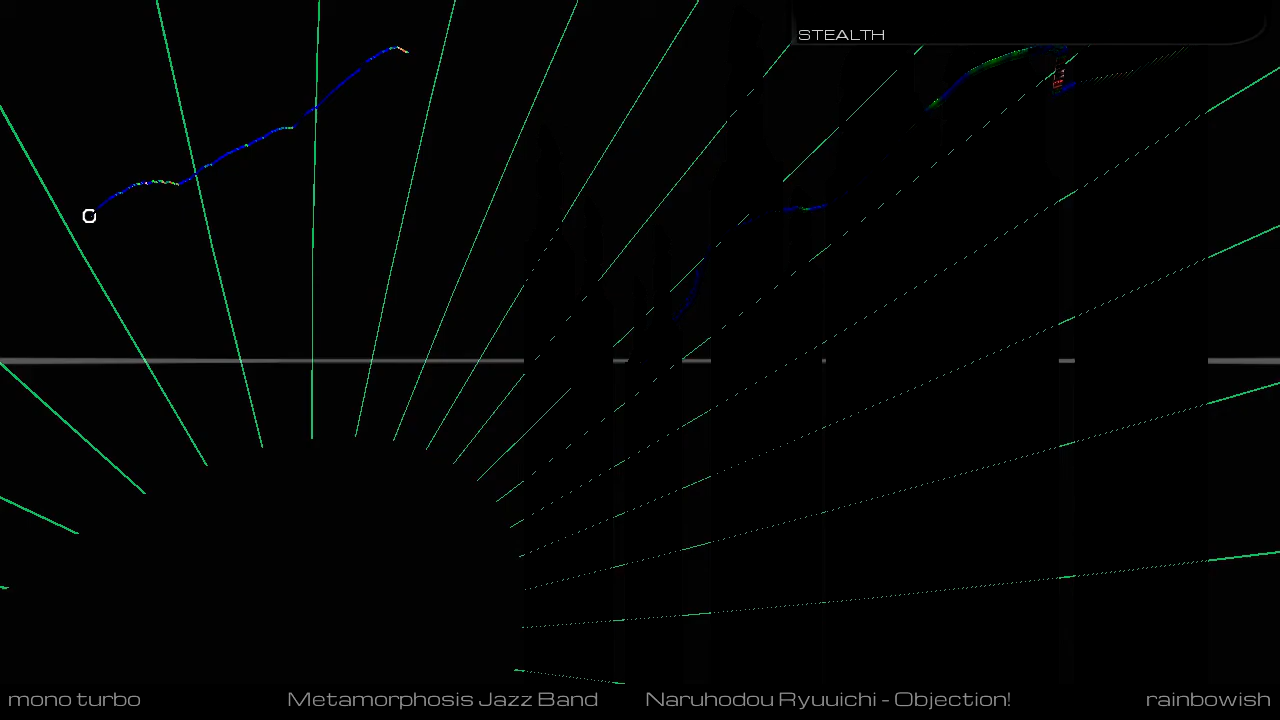 STEALTH
mono turbo
Metamorphosis Jazz Band
Naruhodou Ryuuichi - Objection!
rainbowish